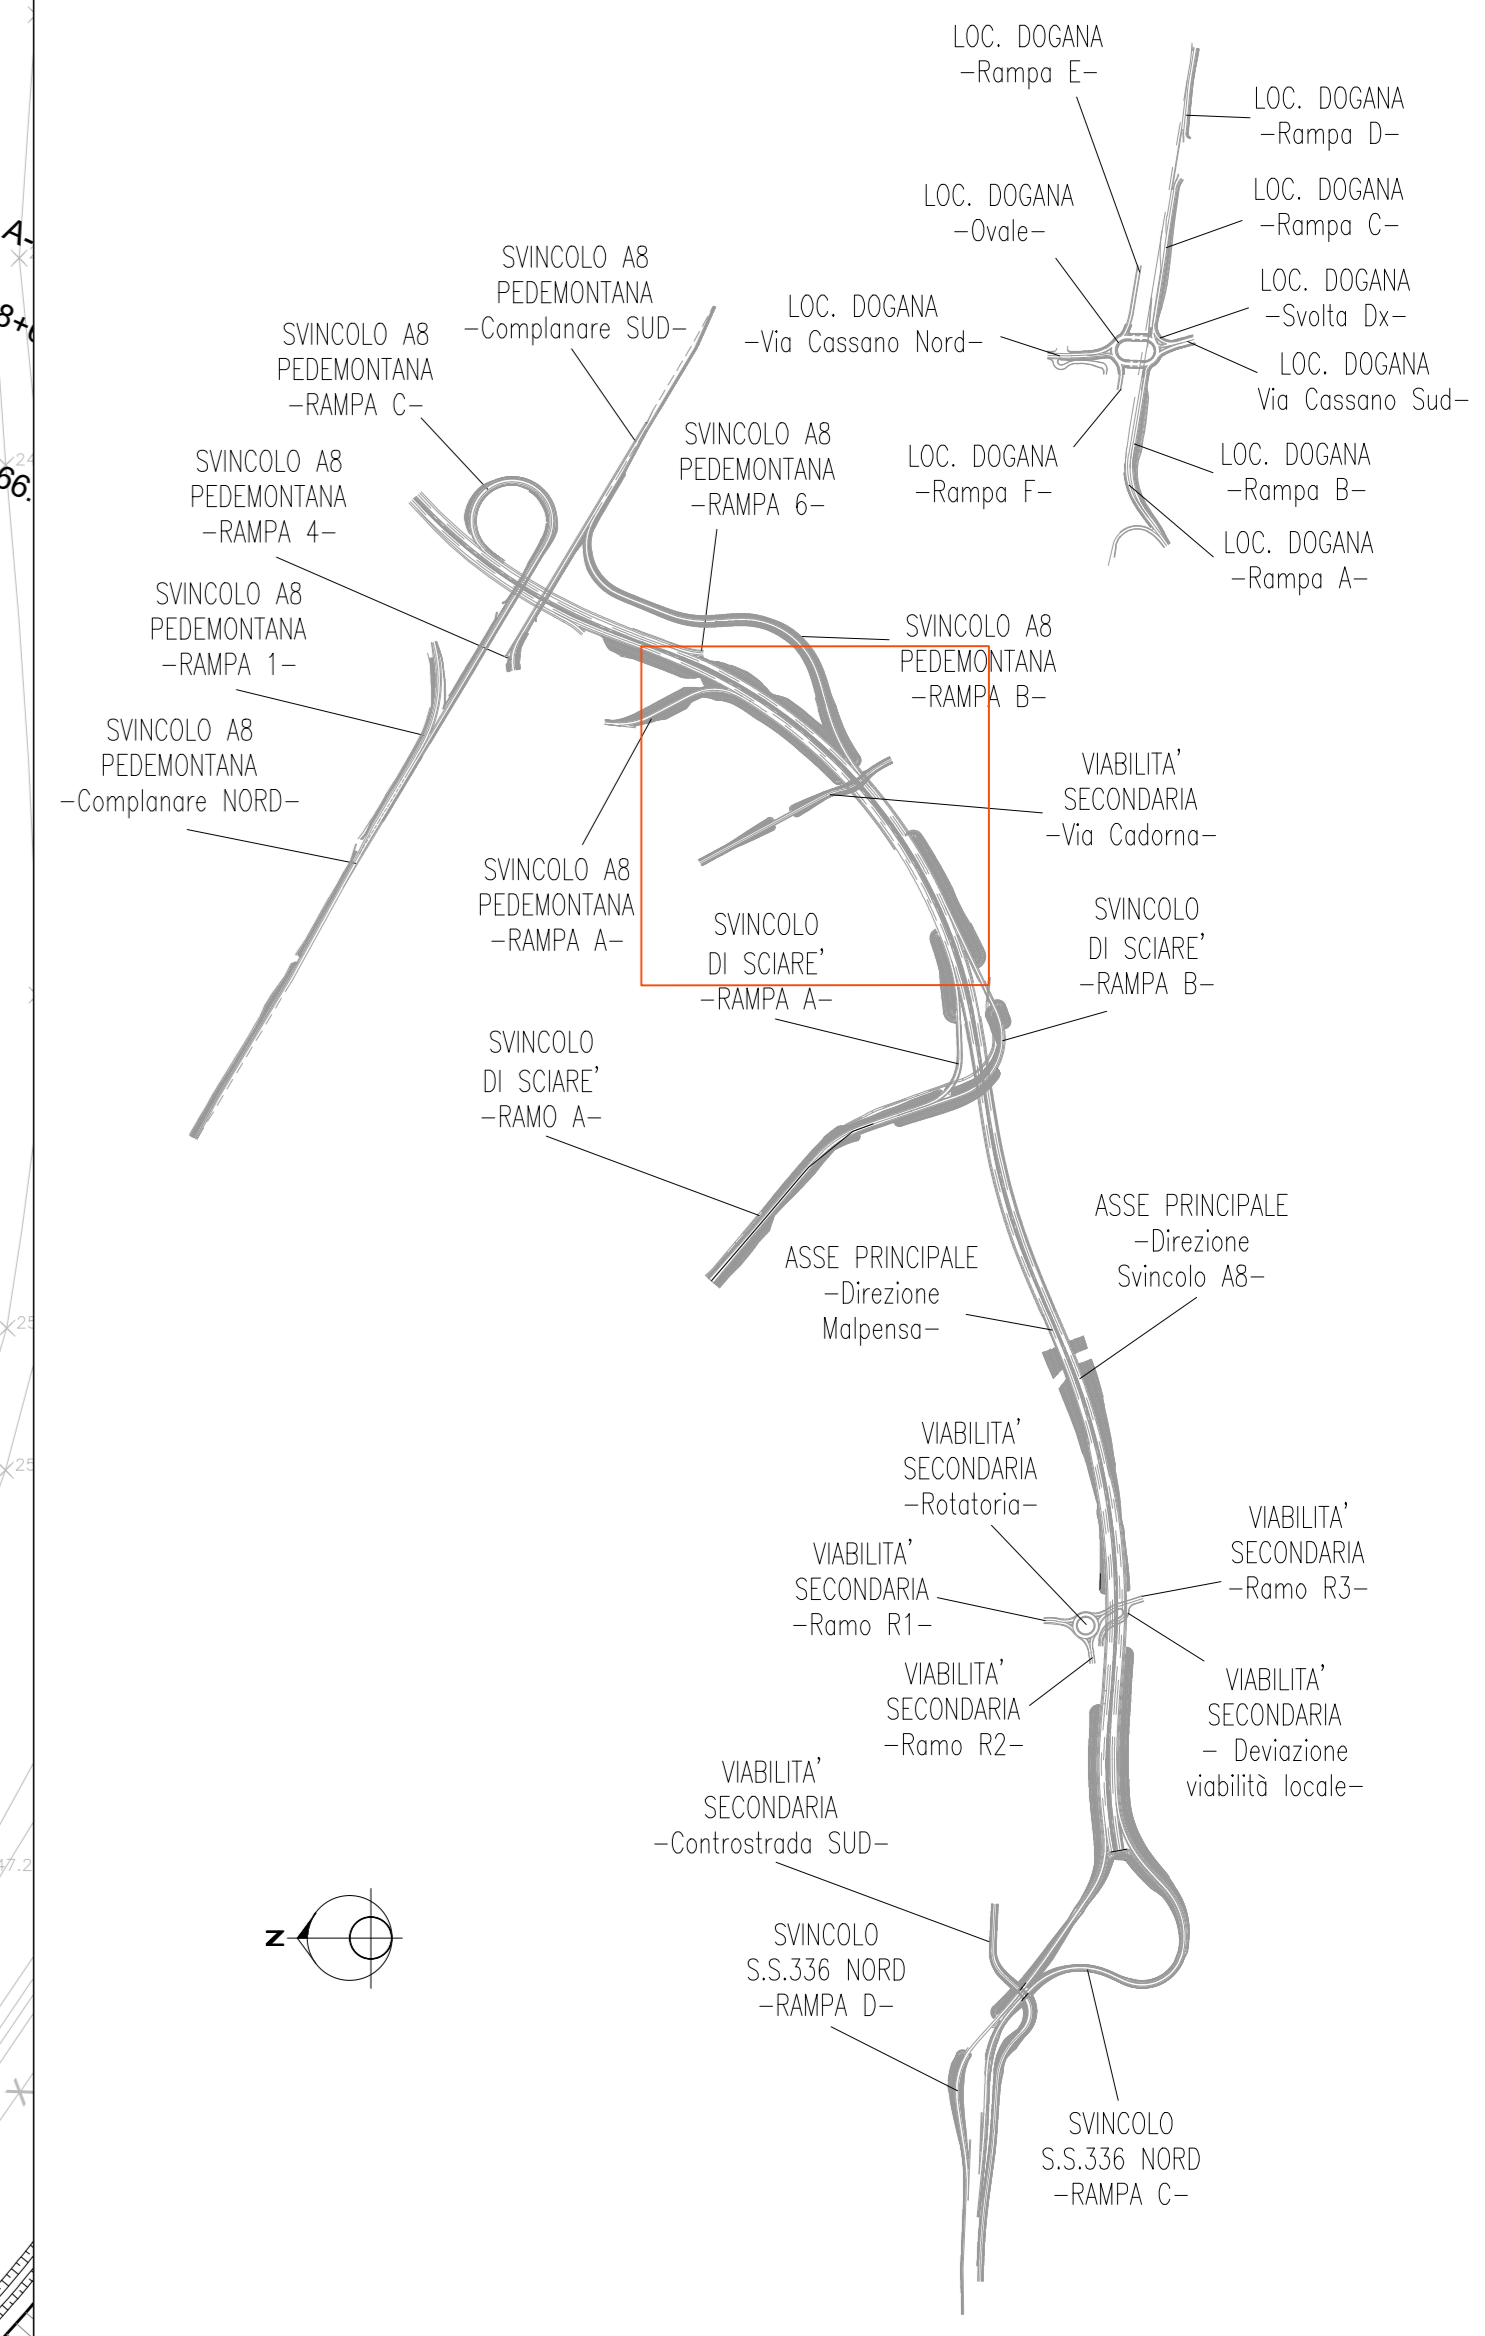 LOC. DOGANA
-Rampa E-
LOC. DOGANA
-Rampa D-
LOC. DOGANA
-Ovale-
LOC. DOGANA
-Rampa C-
SVINCOLO A8
PEDEMONTANA
-Complanare SUD-
LOC. DOGANA
-Via Cassano Nord-
LOC. DOGANA
-Svolta Dx-
SVINCOLO A8
PEDEMONTANA
-RAMPA C-
LOC. DOGANA
Via Cassano Sud-
SVINCOLO A8
PEDEMONTANA
-RAMPA 4-
SVINCOLO A8
PEDEMONTANA
-RAMPA 6-
LOC. DOGANA
-Rampa F-
LOC. DOGANA
-Rampa B-
LOC. DOGANA
-Rampa A-
SVINCOLO A8
PEDEMONTANA
-RAMPA 1-
SVINCOLO A8
PEDEMONTANA
-RAMPA B-
SVINCOLO A8
PEDEMONTANA
-Complanare NORD-
VIABILITA'
SECONDARIA
-Via Cadorna-
SVINCOLO A8
PEDEMONTANA
-RAMPA A-
SVINCOLO
DI SCIARE'
-RAMPA A-
SVINCOLO
DI SCIARE'
-RAMPA B-
SVINCOLO
DI SCIARE'
-RAMO A-
ASSE PRINCIPALE
-Direzione
Svincolo A8-
ASSE PRINCIPALE
-Direzione
Malpensa-
VIABILITA'
SECONDARIA
-Rotatoria-
VIABILITA'
SECONDARIA
-Ramo R3-
VIABILITA'
SECONDARIA
-Ramo R1-
VIABILITA'
SECONDARIA
-Ramo R2-
VIABILITA'
SECONDARIA
- Deviazione
viabilità locale-
VIABILITA'
SECONDARIA
-Controstrada SUD-
N
SVINCOLO
S.S.336 NORD
-RAMPA D-
SVINCOLO
S.S.336 NORD
-RAMPA C-
A-
66.
24
25
25
47.2